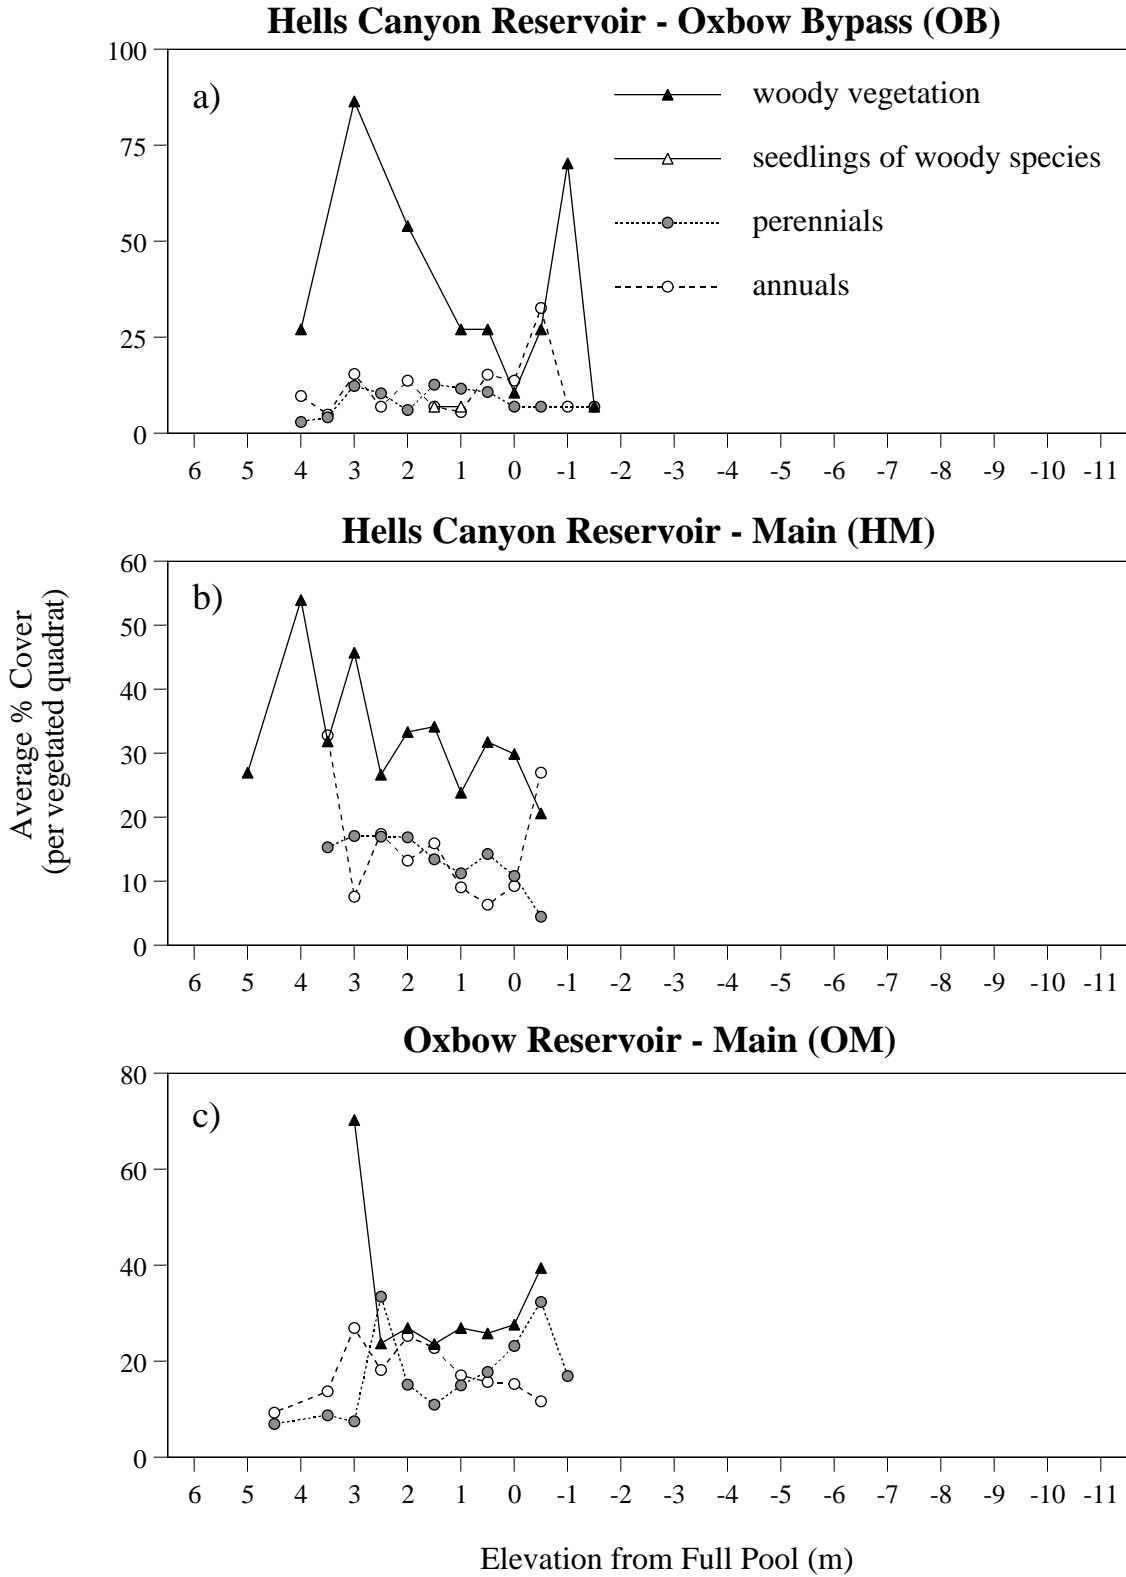 Hells Canyon Reservoir - Oxbow Bypass (OB)
a)
woody vegetation
seedlings of woody species
perennials
annuals
100
75
50
25
0
6 5 4 3 2 1 0 -1 -2 -3 -4 -5 -6 -7 -8 -9 -10 -11
Hells Canyon Reservoir - Main (HM)
b)
60
50
40
30
20
10
0
6 5 4 3 2 1 0 -1 -2 -3 -4 -5 -6 -7 -8 -9 -10 -11
Average % Cover
(per vegetated quadrat)
Oxbow Reservoir - Main (OM)
c)
80
60
40
20
0
6 5 4 3 2 1 0 -1 -2 -3 -4 -5 -6 -7 -8 -9 -10 -11
Elevation from Full Pool (m)